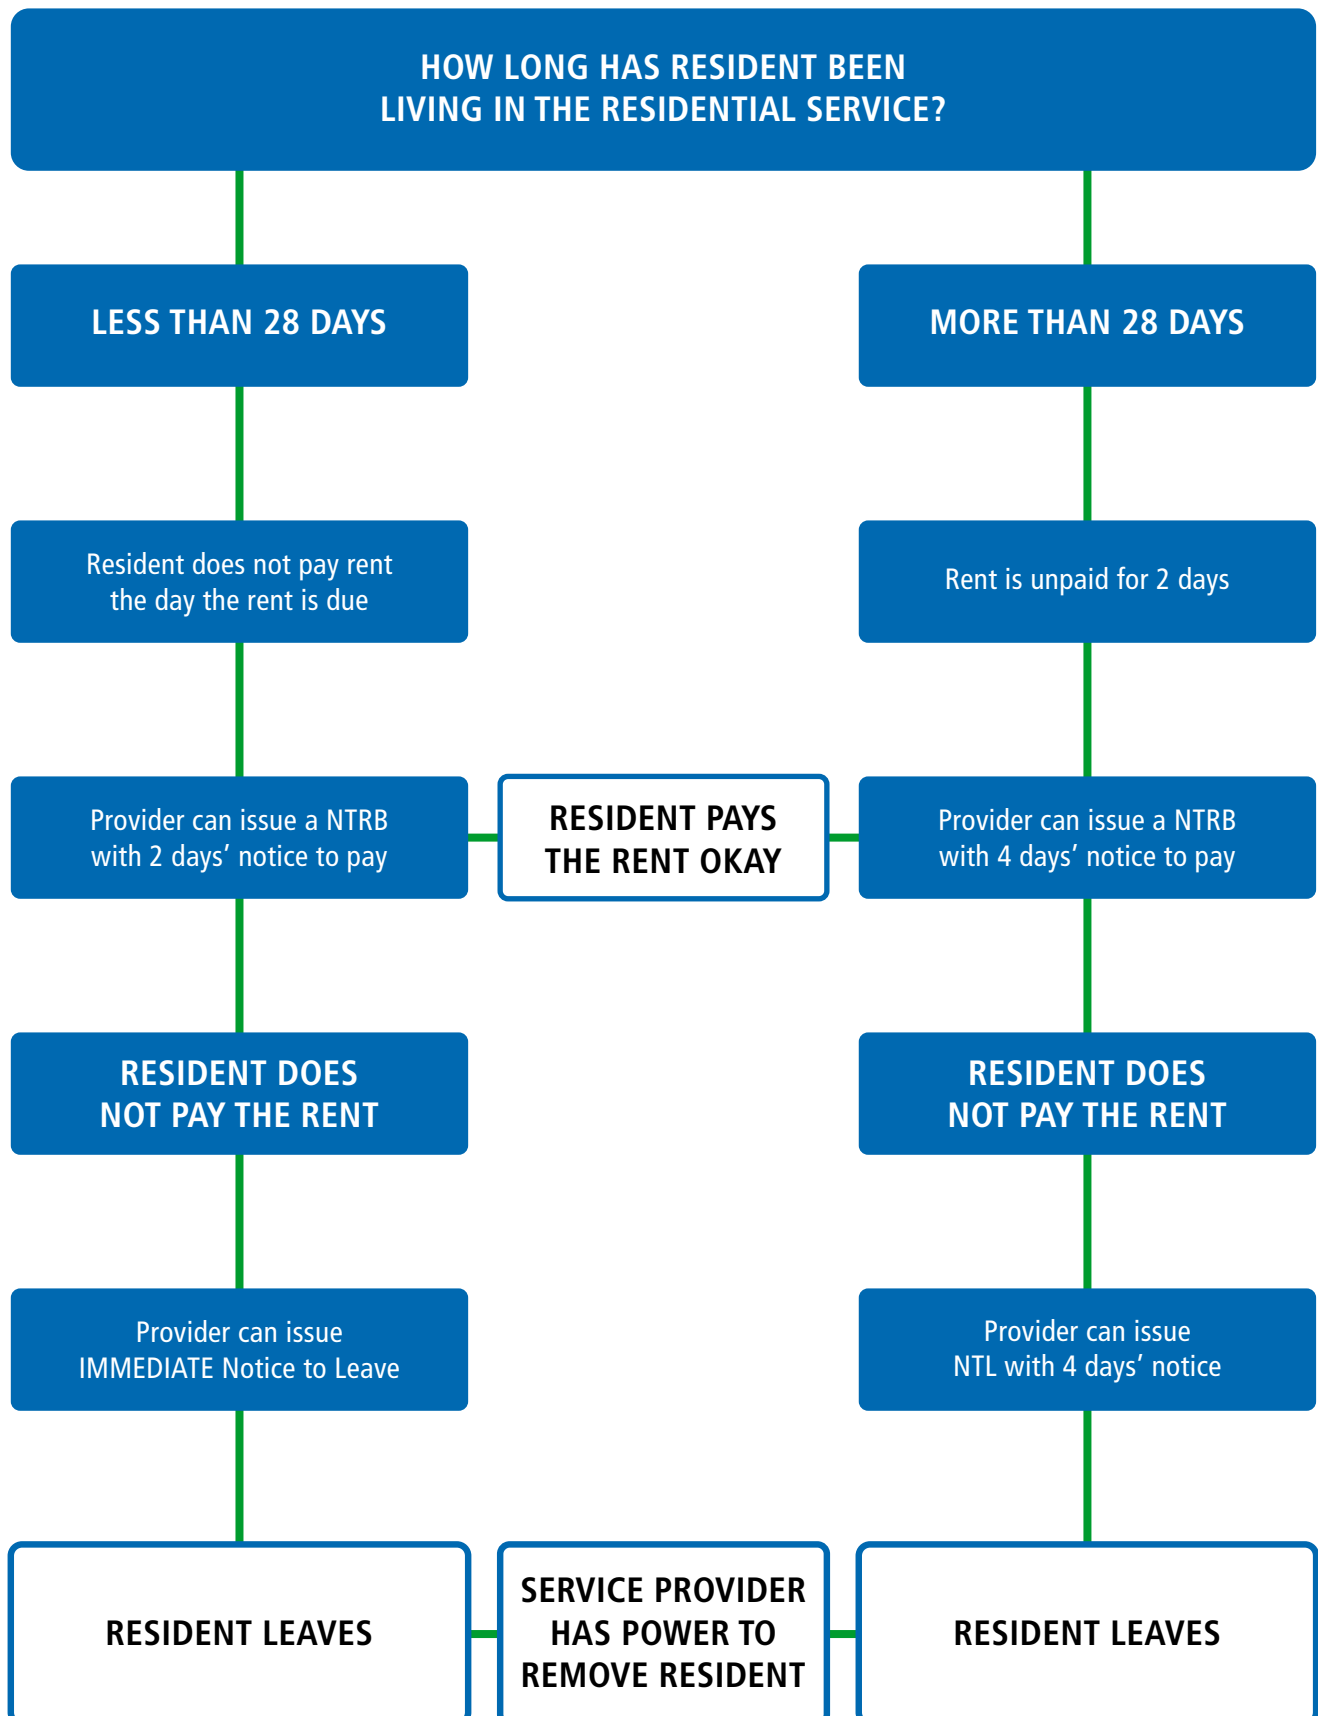 HOW LONG HAS RESIDENT BEEN
LIVING IN THE RESIDENTIAL SERVICE?
LESS THAN 28 DAYS
MORE THAN 28 DAYS
Resident does not pay rent
the day the rent is due
Rent is unpaid for 2 days
Provider can issue a NTRB
with 2 days’ notice to pay
RESIDENT PAYS
THE RENT OKAY
Provider can issue a NTRB
with 4 days’ notice to pay
RESIDENT DOES
NOT PAY THE RENT
RESIDENT DOES
NOT PAY THE RENT
Provider can issue
IMMEDIATE Notice to Leave
Provider can issue
NTL with 4 days’ notice
RESIDENT LEAVES
SERVICE PROVIDER
HAS POWER TO
REMOVE RESIDENT
RESIDENT LEAVES